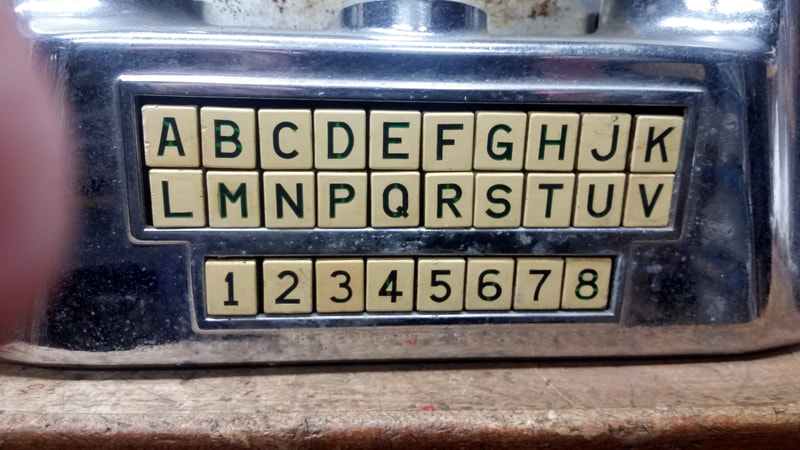 A B C D E F G H J K
L M N P Q R S T U V
1 2 3 4 5 6 7 8